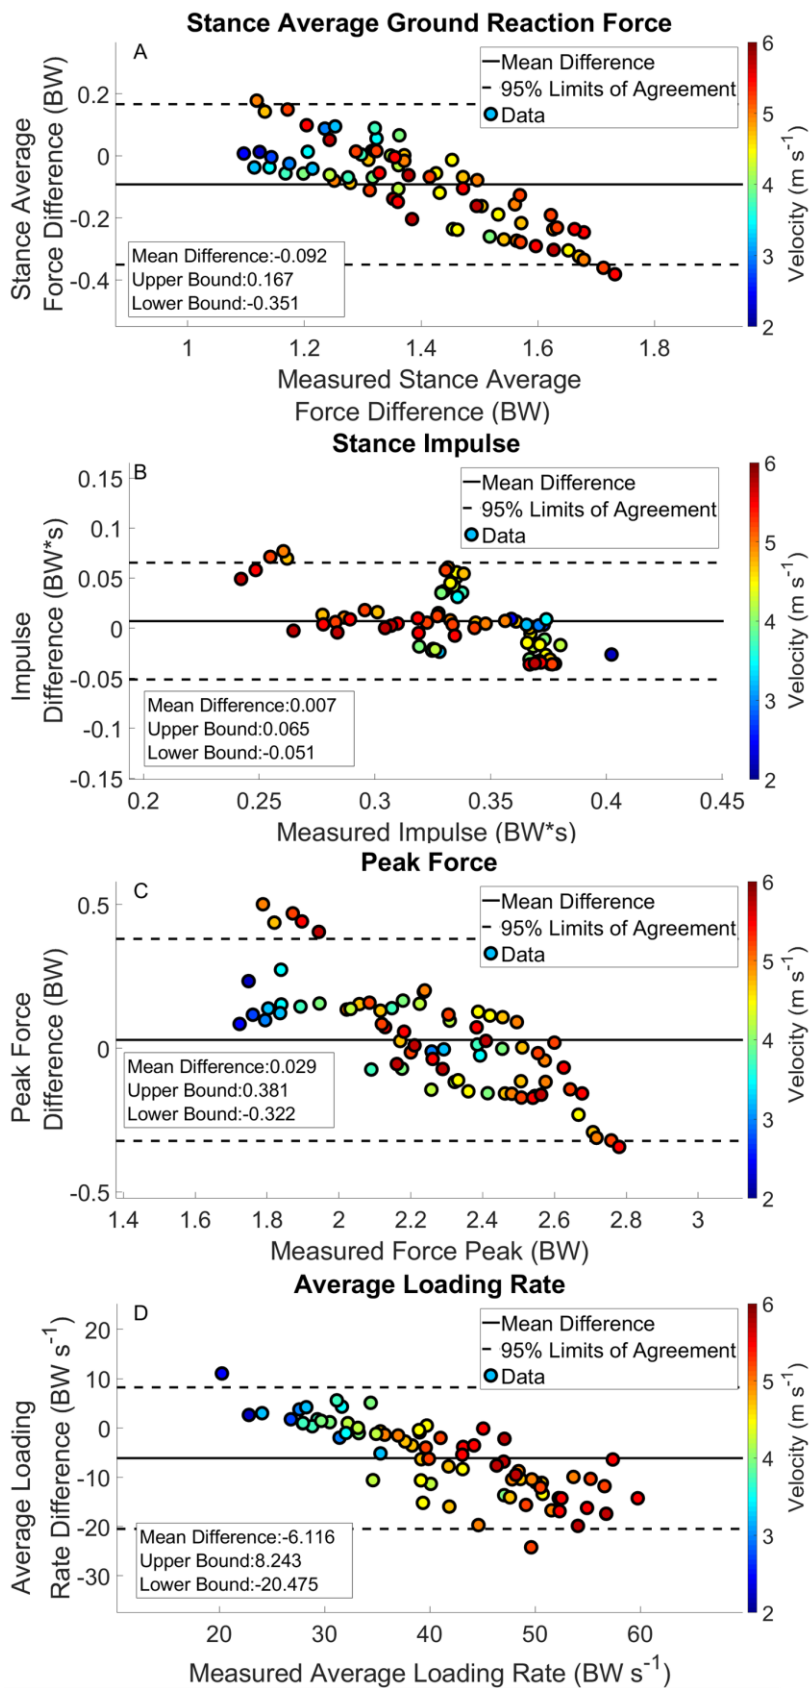 Stance Average Ground Reaction Force
A
Mean Difference
95% Limits of Agreement
Data
Stance Average
Force Difference (BW)
0.2
0
-0.2
-0.4
Mean Difference:-0.092
Upper Bound:0.167
Lower Bound:-0.351
1 1.2 1.4 1.6 1.8
Measured Stance Average
Force Difference (BW)
6
5
4
3
2
Velocity (m s⁻¹)
Stance Impulse
B
Mean Difference
95% Limits of Agreement
Data
Impulse
Difference (BW*s)
0.15
0.1
0.05
0
-0.05
-0.1
-0.15
Mean Difference:0.007
Upper Bound:0.065
Lower Bound:-0.051
0.2 0.25 0.3 0.35 0.4 0.45
Measured Impulse (BW*s)
6
5
4
3
2
Velocity (m s⁻¹)
Peak Force
C
Mean Difference
95% Limits of Agreement
Data
Peak Force
Difference (BW)
0.5
0
-0.5
Mean Difference:0.029
Upper Bound:0.381
Lower Bound:-0.322
1.4 1.6 1.8 2 2.2 2.4 2.6 2.8 3
Measured Force Peak (BW)
6
5
4
3
2
Velocity (m s⁻¹)
Average Loading Rate
D
Mean Difference
95% Limits of Agreement
Data
Average Loading
Rate Difference (BW s⁻¹)
20
10
0
-10
-20
-30
Mean Difference:-6.116
Upper Bound:8.243
Lower Bound:-20.475
20 30 40 50 60
Measured Average Loading Rate (BW s⁻¹)
6
5
4
3
2
Velocity (m s⁻¹)